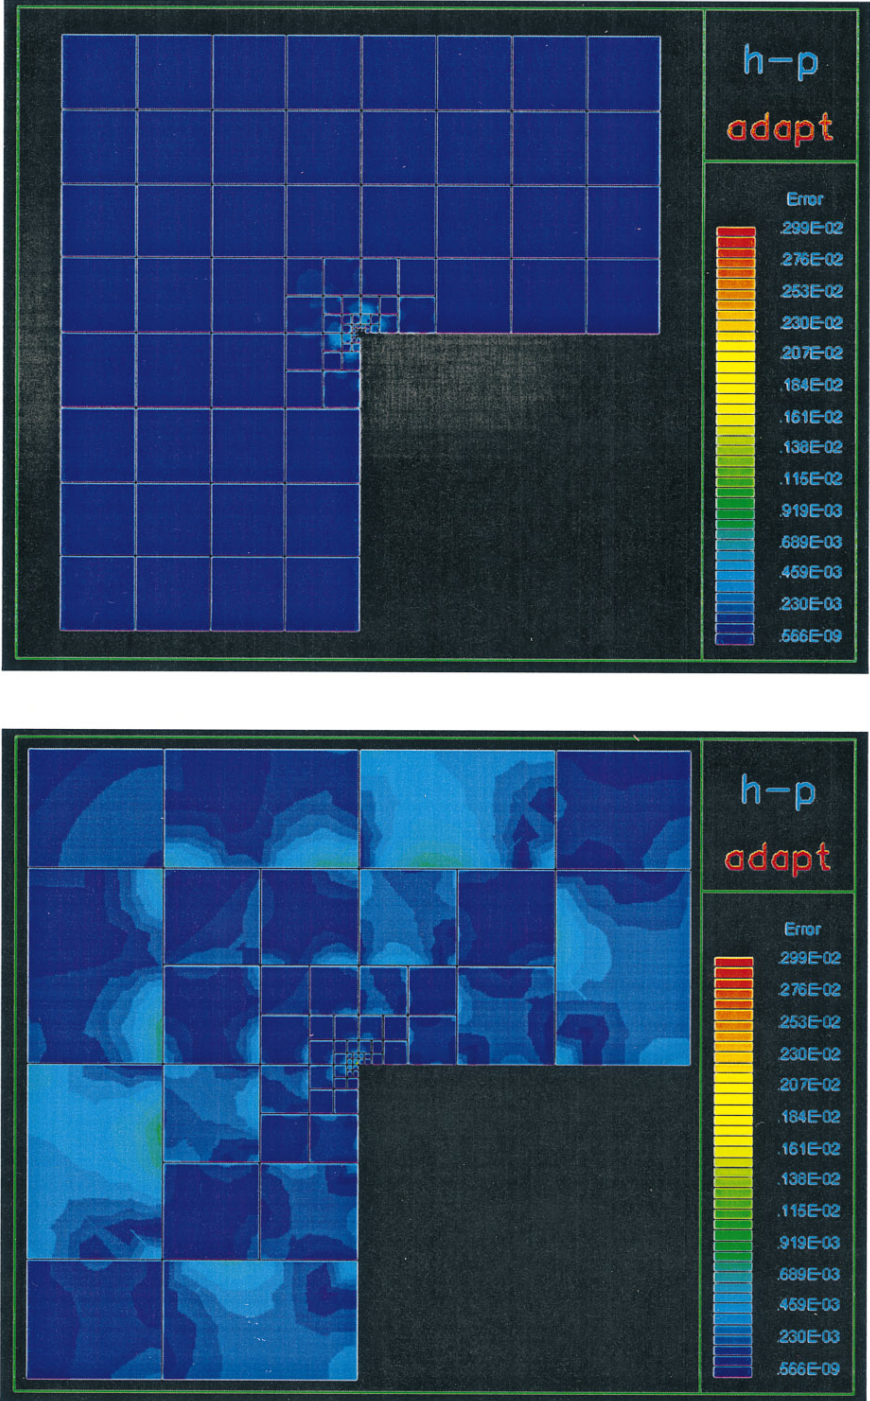 h-p
adapt
Error
.299E-02
.276E-02
.253E-02
.230E-02
.207E-02
.184E-02
.161E-02
.138E-02
.115E-02
.919E-03
.689E-03
.459E-03
.230E-03
.566E-09
h-p
adapt
Error
.299E-02
.276E-02
.253E-02
.230E-02
.207E-02
.184E-02
.161E-02
.138E-02
.115E-02
.919E-03
.689E-03
.459E-03
.230E-03
.566E-09